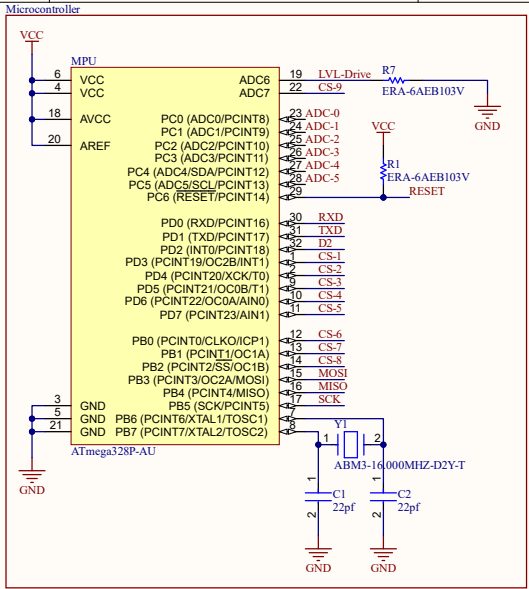 Microcontroller
VCC
MPU
6 VCC ADC6 19 LVL-Drive R7
4 VCC ADC7 22 CS-9 ERA-6AEB103V
18 AVCC PC0 (ADC0/PCINT8) 23 ADC-0 GND
PC1 (ADC1/PCINT9) 24 ADC-1 VCC
20 AREF PC2 (ADC2/PCINT10) 25 ADC-2
PC3 (ADC3/PCINT11) 26 ADC-3
PC4 (ADC4/SDA/PCINT12) 27 ADC-4 R1
PC5 (ADC5/SCL/PCINT13) 28 ADC-5 ERA-6AEB103V
PC6 (RESET/PCINT14) 29 RESET
PD0 (RXD/PCINT16) 30 RXD
PD1 (TXD/PCINT17) 31 TXD
PD2 (INT0/PCINT18) 32 D2
PD3 (PCINT19/OC2B/INT1) 1 CS-1
PD4 (PCINT20/XCK/T0) 2 CS-2
PD5 (PCINT21/OC0B/T1) 9 CS-3
PD6 (PCINT22/OC0A/AIN0) 10 CS-4
PD7 (PCINT23/AIN1) 11 CS-5
PB0 (PCINT0/CLKO/ICP1) 12 CS-6
PB1 (PCINT1/OC1A) 13 CS-7
PB2 (PCINT2/SS/OC1B) 14 CS-8
PB3 (PCINT3/OC2A/MOSI) 15 MOSI
PB4 (PCINT4/MISO) 16 MISO
3 GND PB5 (SCK/PCINT5) 17 SCK
5 GND PB6 (PCINT6/XTAL1/TOSC1) 7
21 GND PB7 (PCINT7/XTAL2/TOSC2) 8 Y1
1 2
ATmega328P-AU
ABM3-16.000MHZ-D2Y-T
GND
1 C1 1 C2
22pf 22pf
2 2
GND GND